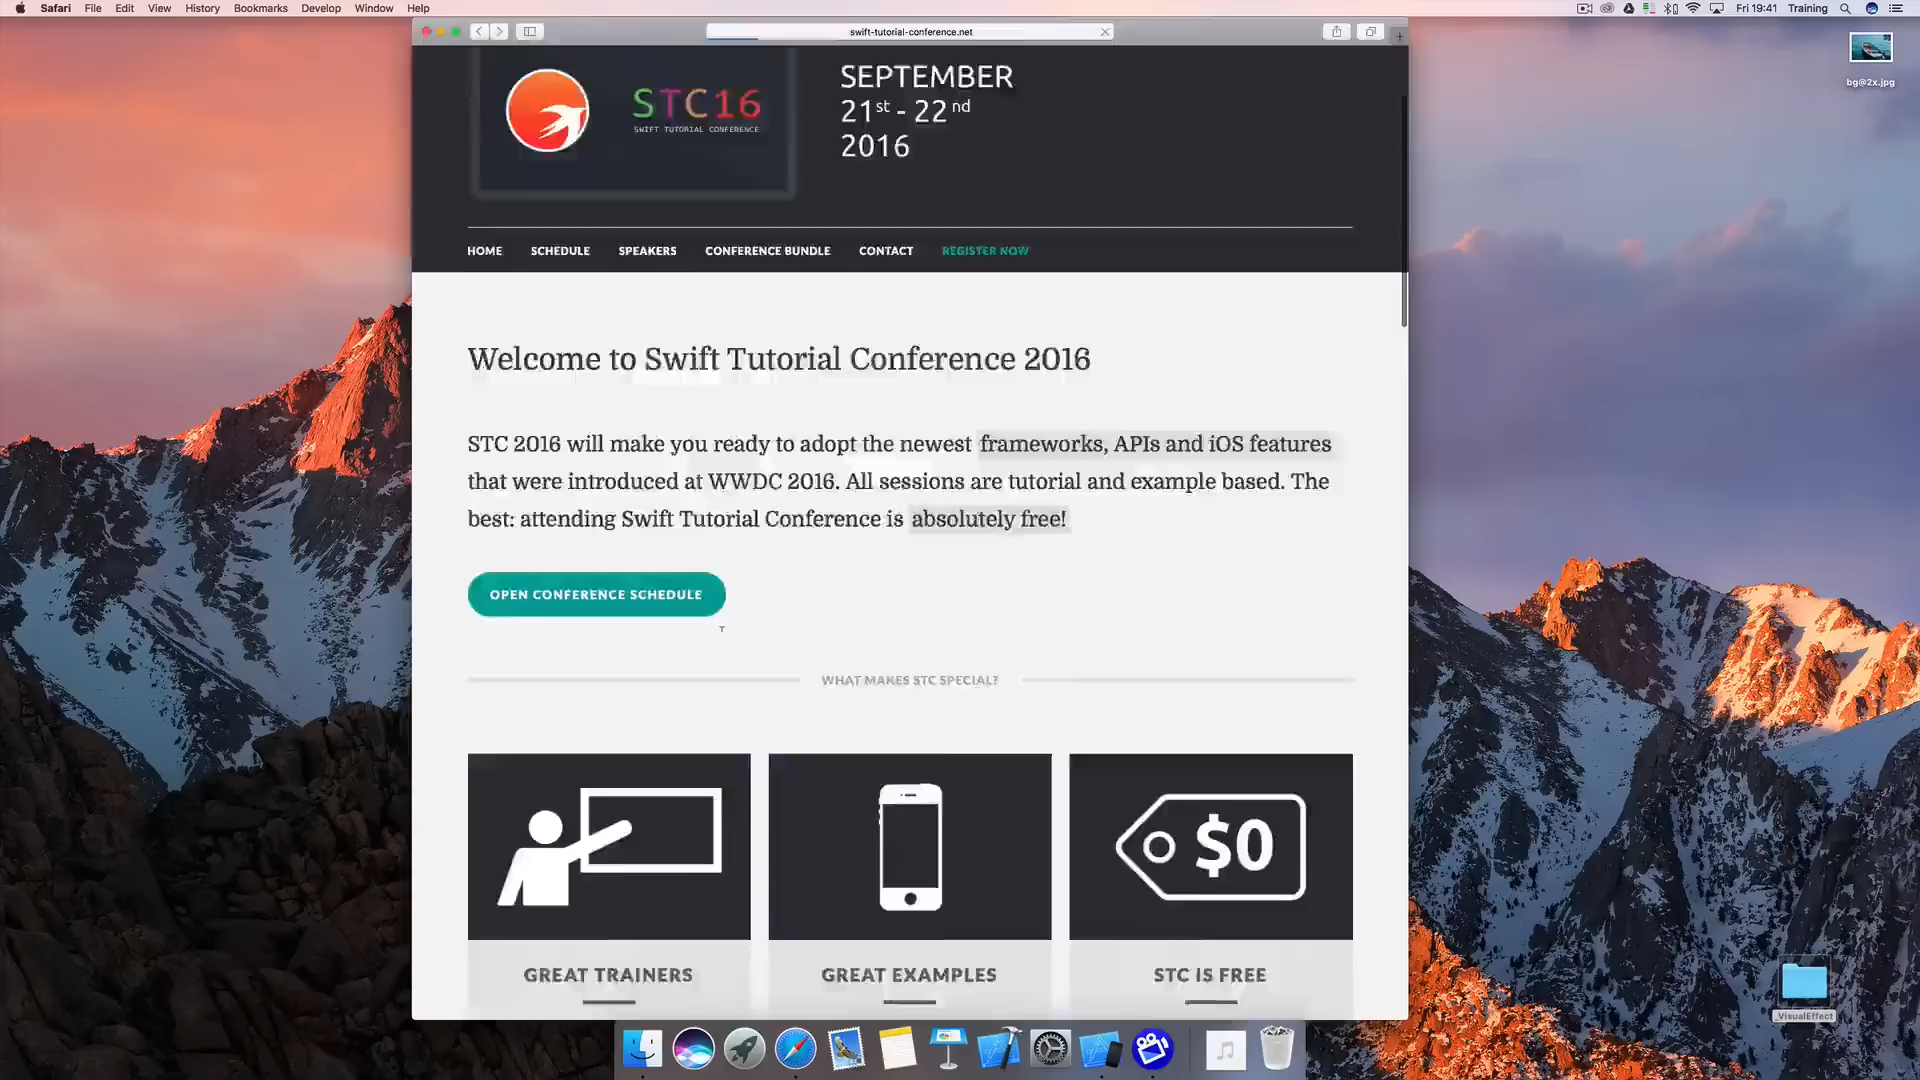 Safari File Edit View History Bookmarks Develop Window Help
Fri 19:41 Training
swift-tutorial-conference.net
bg@2x.jpg
STC16
SWIFT TUTORIAL CONFERENCE
SEPTEMBER
21st - 22 nd
2016
HOME SCHEDULE SPEAKERS CONFERENCE BUNDLE CONTACT REGISTER NOW
Welcome to Swift Tutorial Conference 2016
STC 2016 will make you ready to adopt the newest frameworks, APIs and iOS features
that were introduced at WWDC 2016. All sessions are tutorial and example based. The
best: attending Swift Tutorial Conference is absolutely free!
OPEN CONFERENCE SCHEDULE
WHAT MAKES STC SPECIAL?
$0
GREAT TRAINERS
GREAT EXAMPLES
STC IS FREE
_VisualEffect